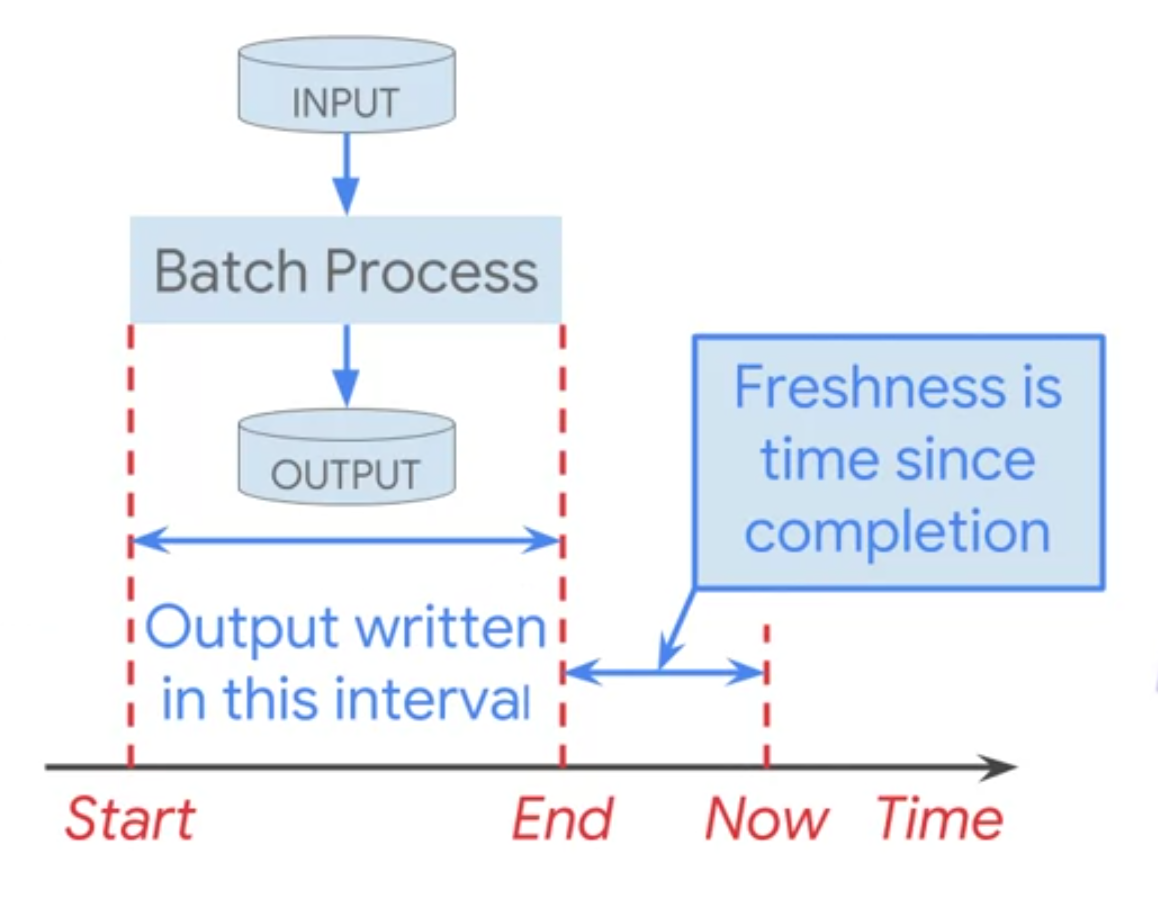 INPUT
Batch Process
OUTPUT
Freshness is
time since
completion
Output written
in this interval
Start
End
Now
Time